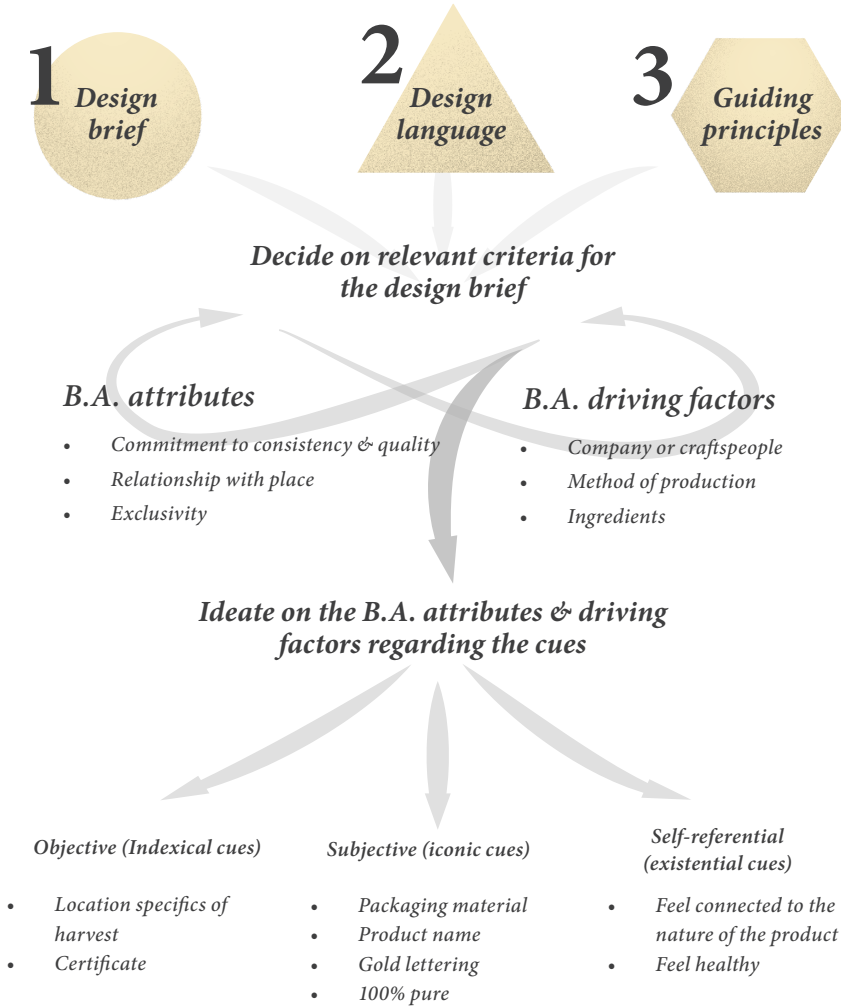 1
Design
brief
2
Design
language
3
Guiding
principles
Decide on relevant criteria for
the design brief
B.A. attributes
• Commitment to consistency & quality
• Relationship with place
• Exclusivity
B.A. driving factors
• Company or craftspeople
• Method of production
• Ingredients
Ideate on the B.A. attributes & driving
factors regarding the cues
Objective (Indexical cues)
• Location specifics of
harvest
• Certificate
Subjective (iconic cues)
• Packaging material
• Product name
• Gold lettering
• 100% pure
Self-referential
(existential cues)
• Feel connected to the
nature of the product
• Feel healthy